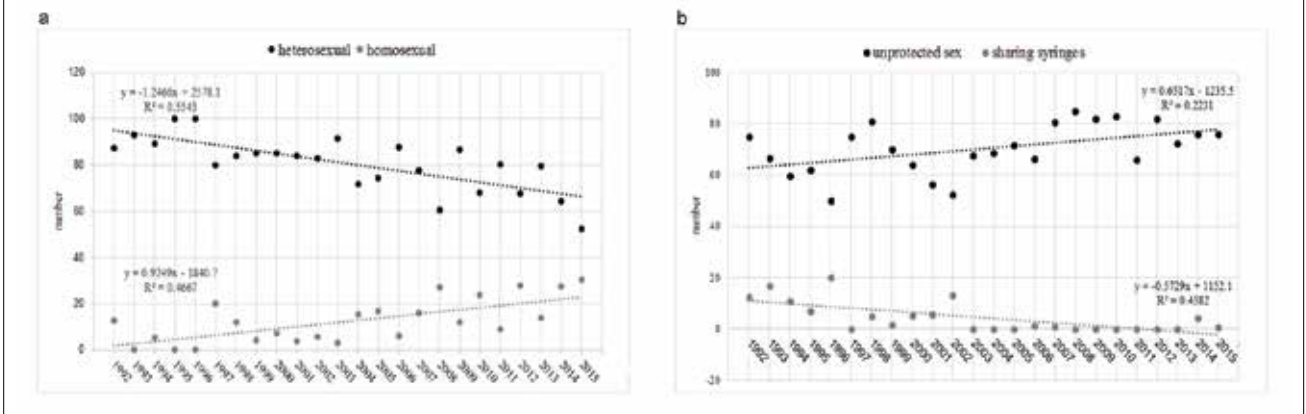 a
heterosexual homosexual
120
y = -1.2460x + 2578.1
R² = 0.5543
100
80
60
number
40
y = 0.9249x - 1840.7
R² = 0.4667
20
0
1992 1993 1994 1995 1996 1997 1998 1999 2000 2001 2002 2003 2004 2005 2006 2007 2008 2009 2010 2011 2012 2013 2014 2015
b
unprotected sex sharing syringes
100
y = 0.6517x - 1235.5
R² = 0.2231
80
60
number
40
20
y = -0.5729x + 1152.1
R² = 0.4582
0
1992 1993 1994 1995 1996 1997 1998 1999 2000 2001 2002 2003 2004 2005 2006 2007 2008 2009 2010 2011 2012 2013 2014 2015
-20